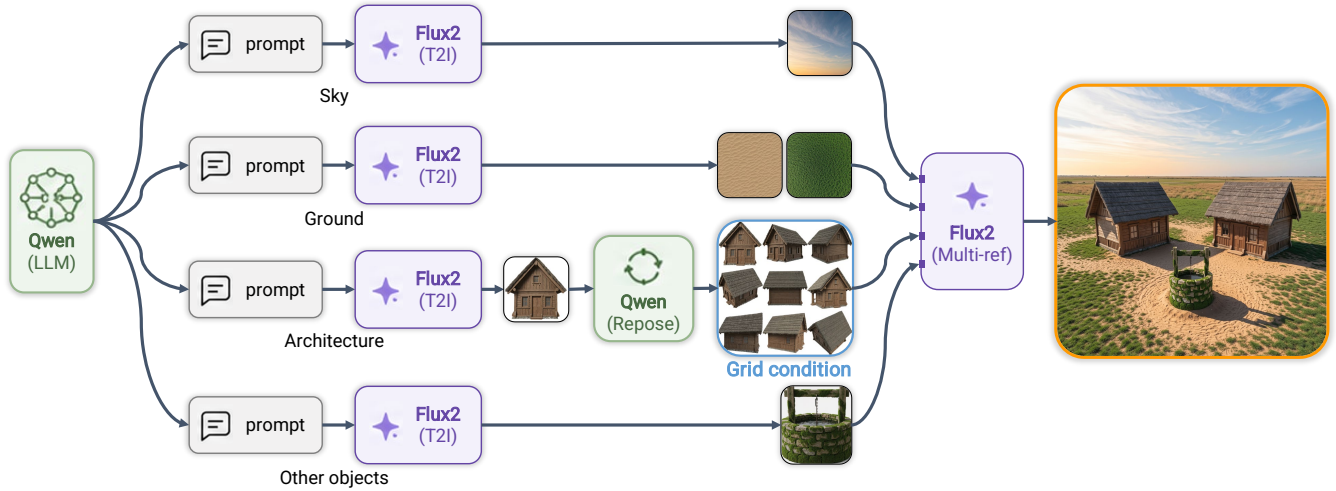 Qwen
(LLM)
prompt
Flux2
(T2I)
Sky
prompt
Flux2
(T2I)
Ground
prompt
Flux2
(T2I)
Architecture
Qwen
(Repose)
Grid condition
prompt
Flux2
(T2I)
Other objects
Flux2
(Multi-ref)